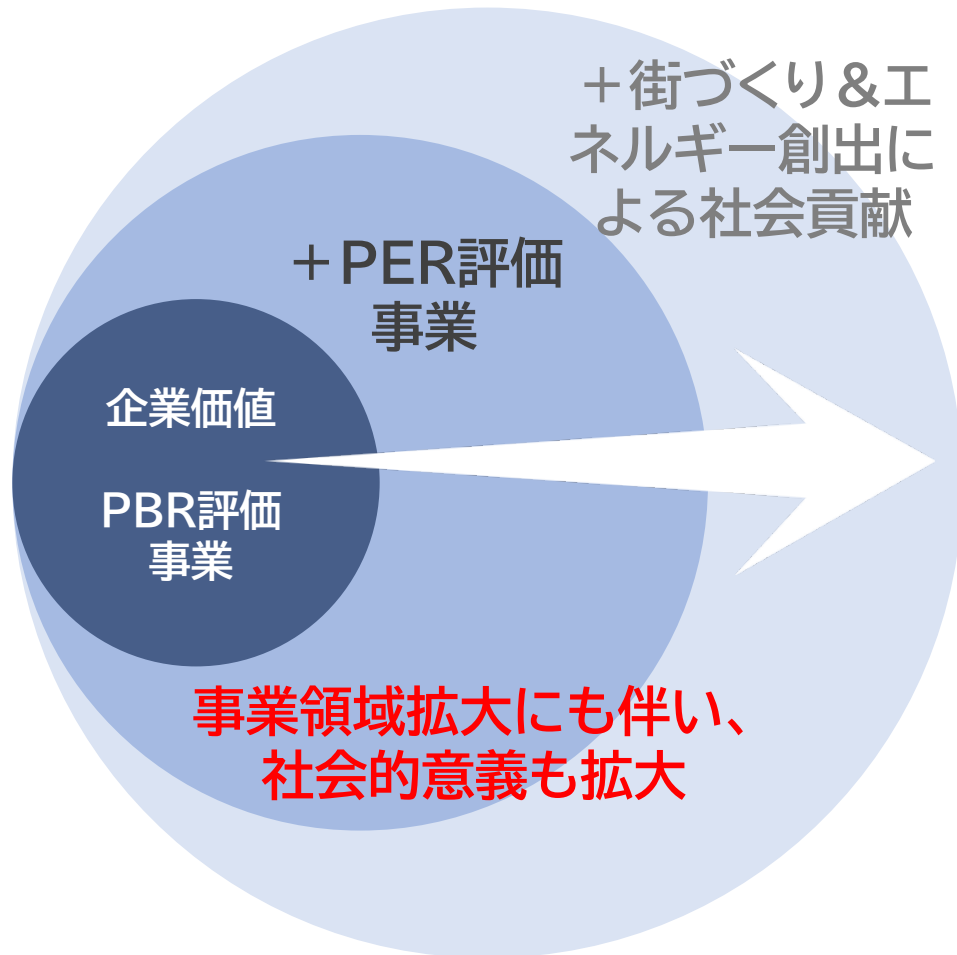 ＋街づくり＆エ
ネルギー創出に
よる社会貢献
＋PER評価
事業
企業価値
PBR評価
事業
事業領域拡大にも伴い、
社会的意義も拡大